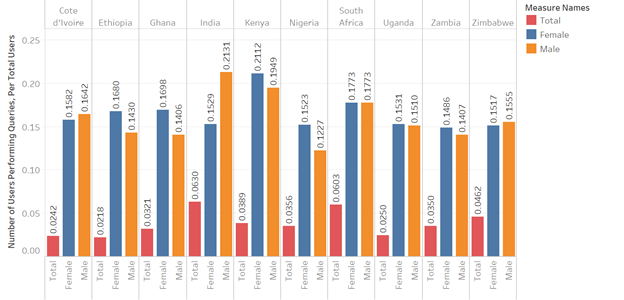 Cote d'Ivoire Ethiopia Ghana India Kenya Nigeria South Africa Uganda Zambia Zimbabwe
Measure Names
Total
Female
Male
Number of Users Performing Queries, Per Total Users
0.25
0.20
0.15
0.10
0.05
0.00
0.0242 0.1582 0.1642
0.0218 0.1680 0.1430
0.0321 0.1698 0.1406
0.0630 0.1529 0.2131
0.0389 0.2112 0.1949
0.0356 0.1523 0.1227
0.0603 0.1773 0.1773
0.0250 0.1531 0.1510
0.0350 0.1486 0.1407
0.0462 0.1517 0.1555
Total Female Male Total Female Male Total Female Male Total Female Male Total Female Male Total Female Male Total Female Male Total Female Male Total Female Male Total Female Male